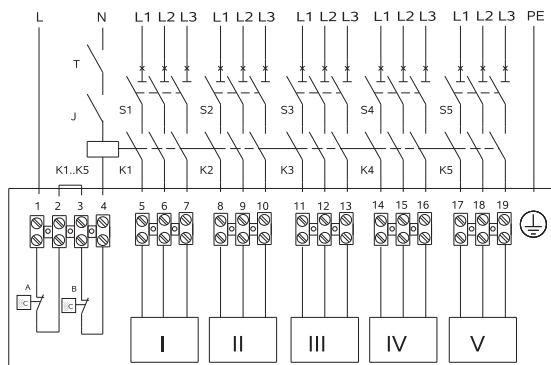 L N L1 L2 L3 L1 L2 L3 L1 L2 L3 L1 L2 L3 L1 L2 L3 PE
T
S1 S2 S3 S4 S5
J
K1..K5 K1 K2 K3 K4 K5
1 2 3 4 5 6 7 8 9 10 11 12 13 14 15 16 17 18 19
A B
C C
I II III IV V